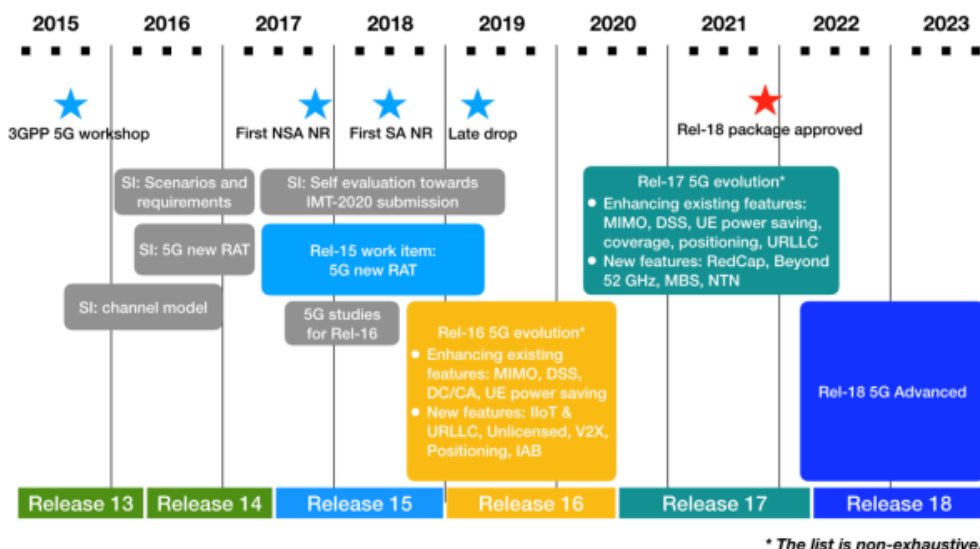 2015 2016 2017 2018 2019 2020 2021 2022 2023
3GPP 5G workshop
First NSA NR
First SA NR
Late drop
Rel-18 package approved
SI: Scenarios and
requirements
SI: Self evaluation towards
IMT-2020 submission
SI: 5G new RAT
Rel-15 work item:
5G new RAT
SI: channel model
5G studies
for Rel-16
Rel-16 5G evolution*
● Enhancing existing
features: MIMO, DSS,
DC/CA, UE power saving
● New features: IIoT &
URLLC, Unlicensed, V2X,
Positioning, IAB
Rel-17 5G evolution*
● Enhancing existing features:
MIMO, DSS, UE power saving,
coverage, positioning, URLLC
● New features: RedCap, Beyond
52 GHz, MBS, NTN
Rel-18 5G Advanced
Release 13 Release 14 Release 15 Release 16 Release 17 Release 18
* The list is non-exhaustive.